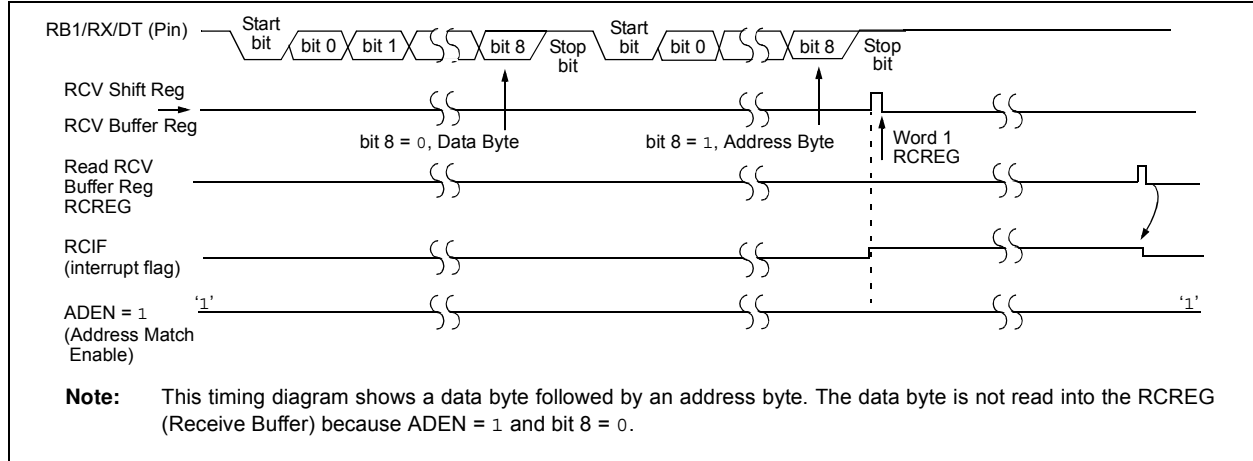 RB1/RX/DT (Pin)
Start
bit
bit 0
bit 1
bit 8
Stop
bit
Start
bit
bit 0
bit 8
Stop
bit
RCV Shift Reg
RCV Buffer Reg
bit 8 = 0, Data Byte
bit 8 = 1, Address Byte
Word 1
RCREG
Read RCV
Buffer Reg
RCREG
RCIF
(interrupt flag)
ADEN = 1
(Address Match
Enable)
‘1’
‘1’
Note: This timing diagram shows a data byte followed by an address byte. The data byte is not read into the RCREG
(Receive Buffer) because ADEN = 1 and bit 8 = 0.